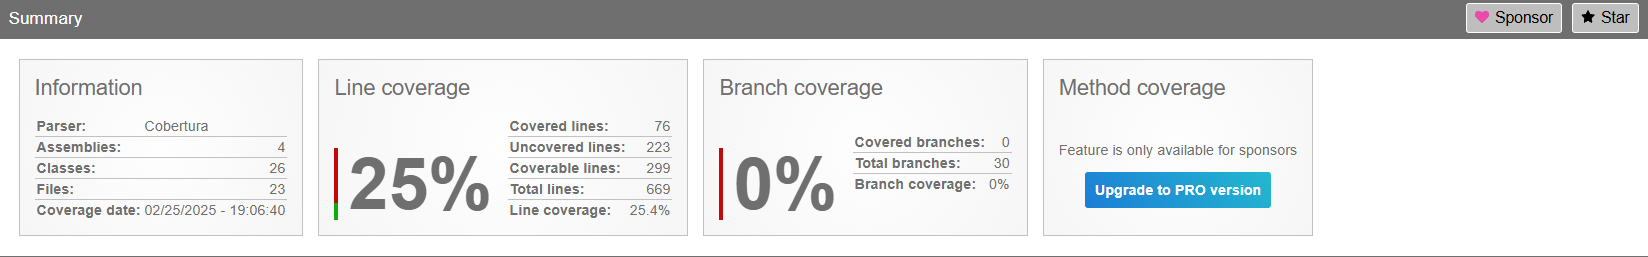 Summary
Sponsor
Star
Information
Parser: Cobertura
Assemblies: 4
Classes: 26
Files: 23
Coverage date: 02/25/2025 - 19:06:40
Line coverage
25%
Covered lines: 76
Uncovered lines: 223
Coverable lines: 299
Total lines: 669
Line coverage: 25.4%
Branch coverage
0%
Covered branches: 0
Total branches: 30
Branch coverage: 0%
Method coverage
Feature is only available for sponsors
Upgrade to PRO version